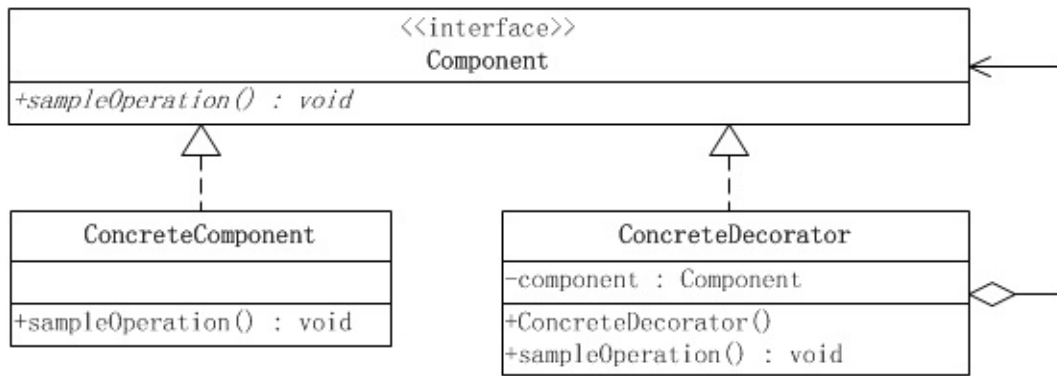 <<interface>>
Component
+sampleOperation() : void
ConcreteComponent
+sampleOperation() : void
ConcreteDecorator
-component : Component
+ConcreteDecorator()
+sampleOperation() : void